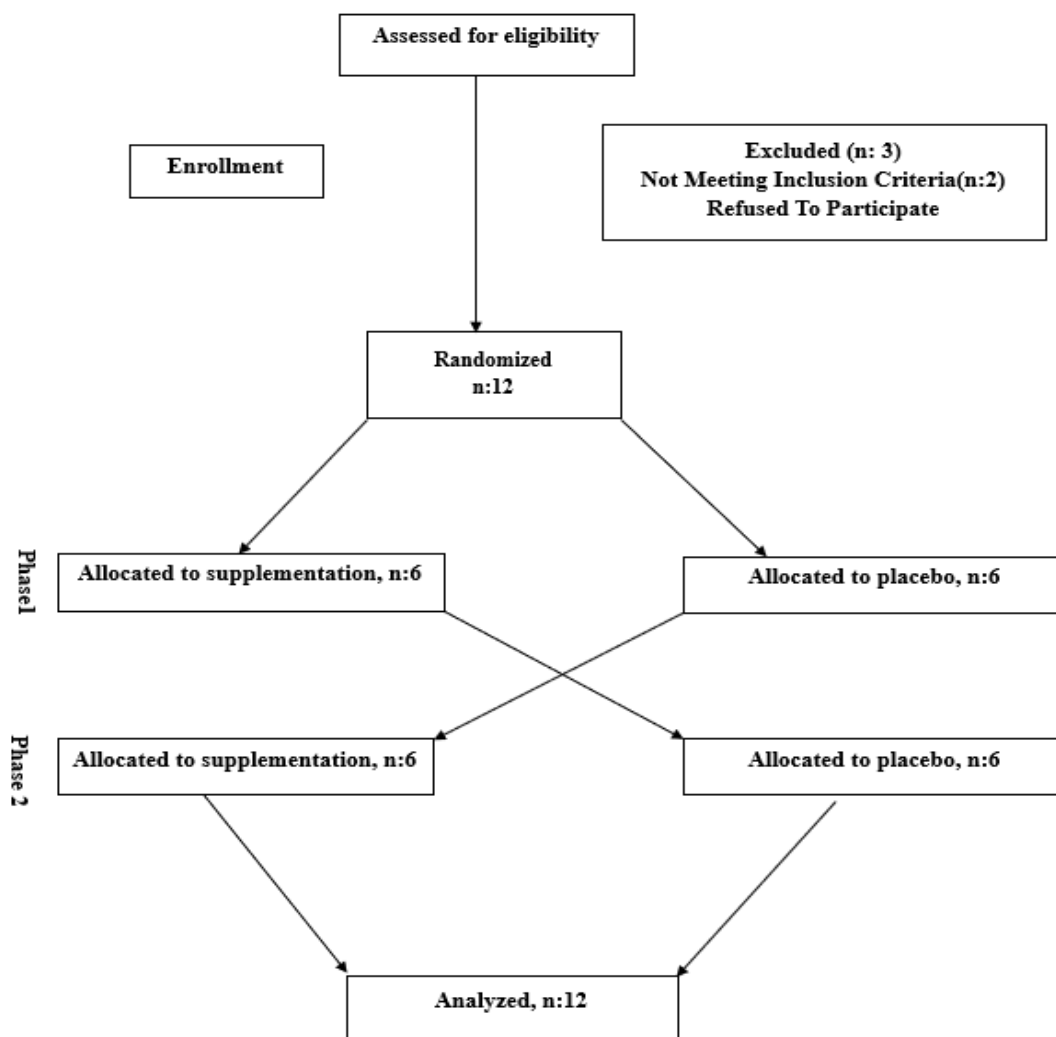 Assessed for eligibility
Enrollment
Excluded (n: 3)
Not Meeting Inclusion Criteria(n:2)
Refused To Participate
Randomized
n:12
Phase1
Allocated to supplementation, n:6
Allocated to placebo, n:6
Phase 2
Allocated to supplementation, n:6
Allocated to placebo, n:6
Analyzed, n:12